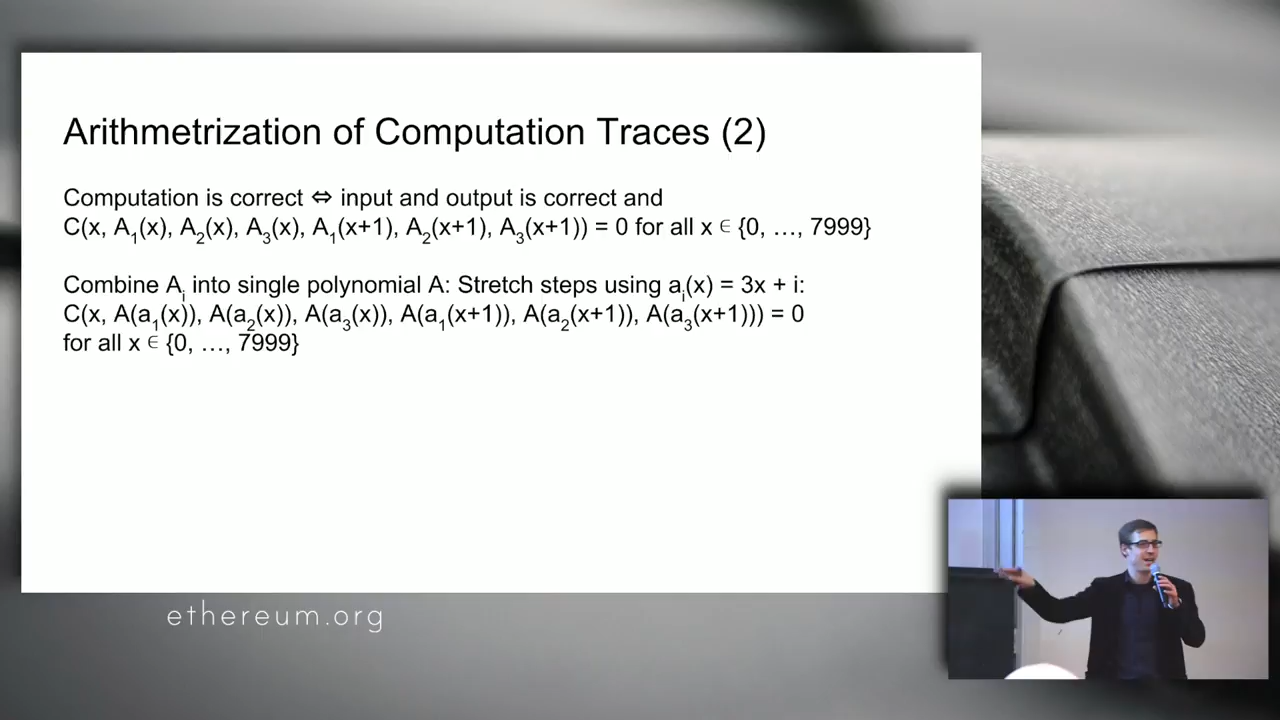 Arithmetrization of Computation Traces (2)
Computation is correct ⇔ input and output is correct and
C(x, A₁(x), A₂(x), A₃(x), A₁(x+1), A₂(x+1), A₃(x+1)) = 0 for all x ∈ {0, …, 7999}
Combine Aᵢ into single polynomial A: Stretch steps using aᵢ(x) = 3x + i:
C(x, A(a₁(x)), A(a₂(x)), A(a₃(x)), A(a₁(x+1)), A(a₂(x+1)), A(a₃(x+1))) = 0
for all x ∈ {0, …, 7999}
ethereum.org